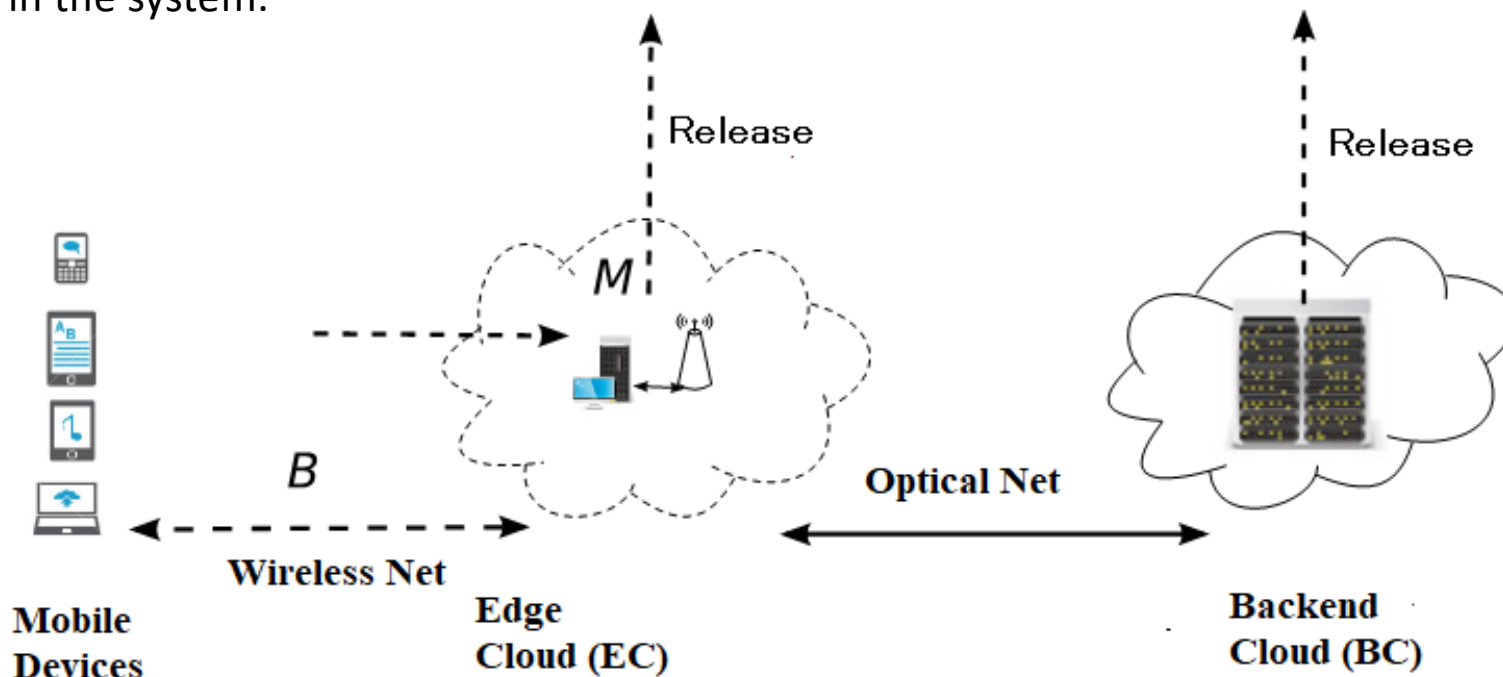 in the system.
Release
Release
M
A
B
B
Optical Net
Wireless Net
Mobile
Devices
Edge
Cloud (EC)
Backend
Cloud (BC)